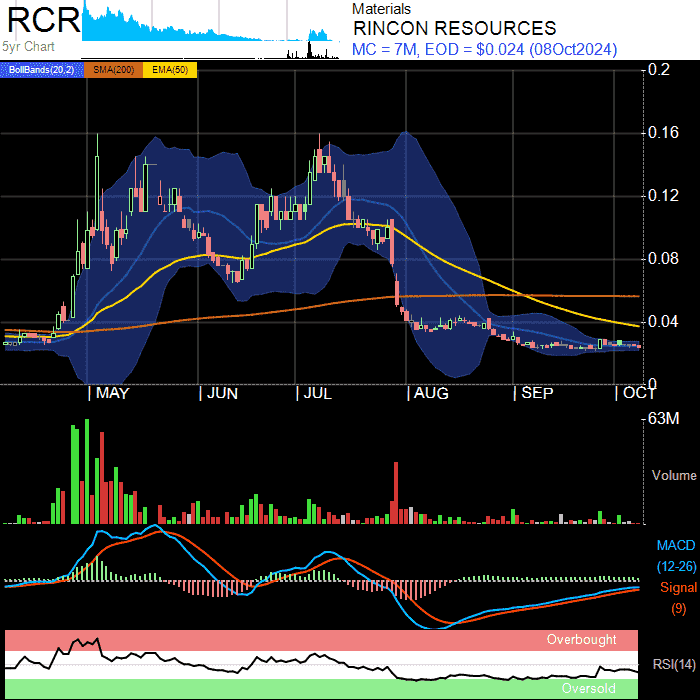 RCR
5yr Chart
Materials
RINCON RESOURCES
MC = 7M, EOD = $0.024 (08Oct2024)
BollBands(20,2) SMA(200) EMA(50)
0.2
0.16
0.12
0.08
0.04
0
MAY JUN JUL AUG SEP OCT
63M
Volume
MACD
(12-26)
Signal
(9)
Overbought
RSI(14)
Oversold